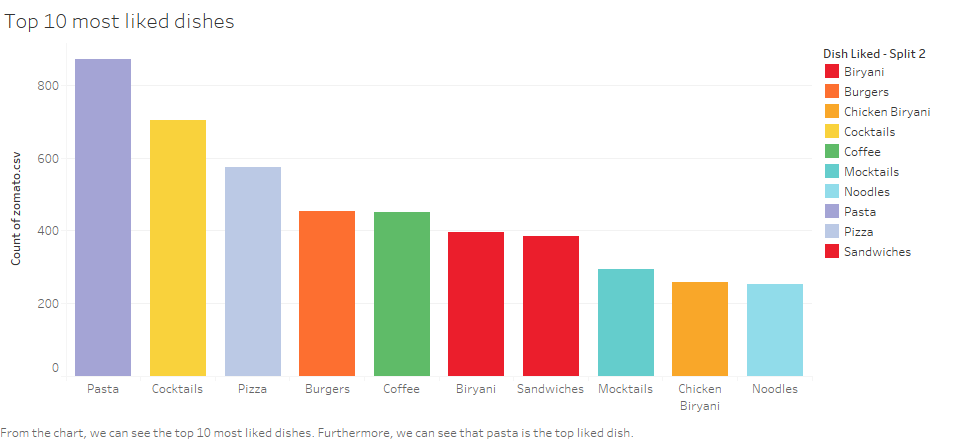 Top 10 most liked dishes
Count of zomato.csv
800
600
400
200
0
Pasta
Cocktails
Pizza
Burgers
Coffee
Biryani
Sandwiches
Mocktails
Chicken
Biryani
Noodles
Dish Liked - Split 2
Biryani
Burgers
Chicken Biryani
Cocktails
Coffee
Mocktails
Noodles
Pasta
Pizza
Sandwiches
From the chart, we can see the top 10 most liked dishes. Furthermore, we can see that pasta is the top liked dish.